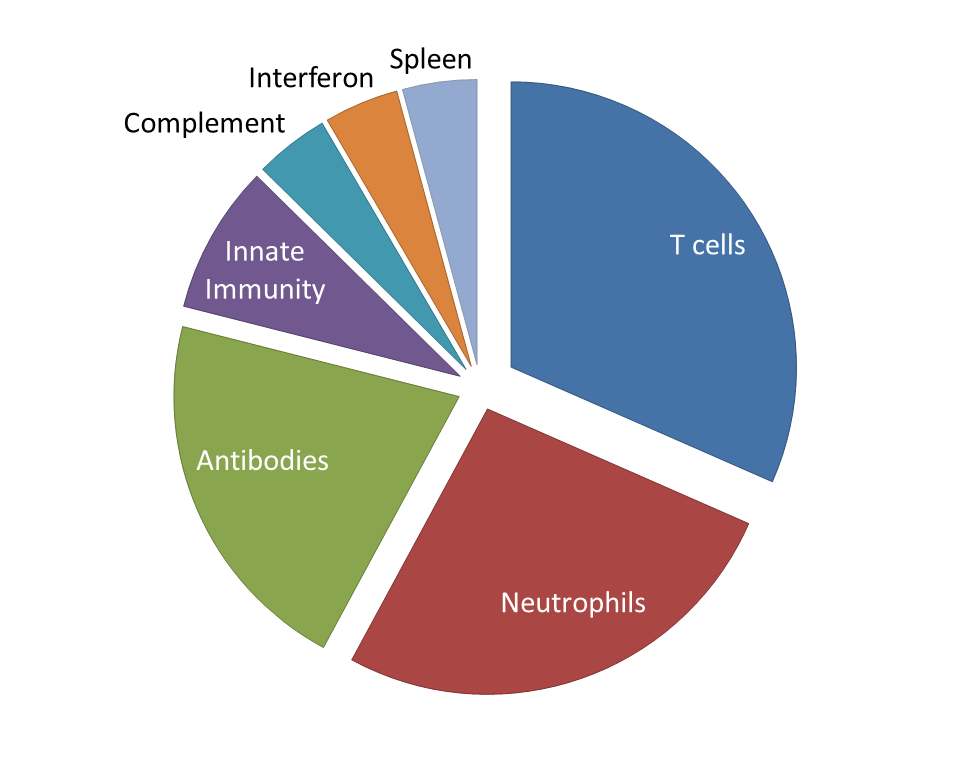 Spleen
Interferon
Complement
T cells
Innate
Immunity
Antibodies
Neutrophils